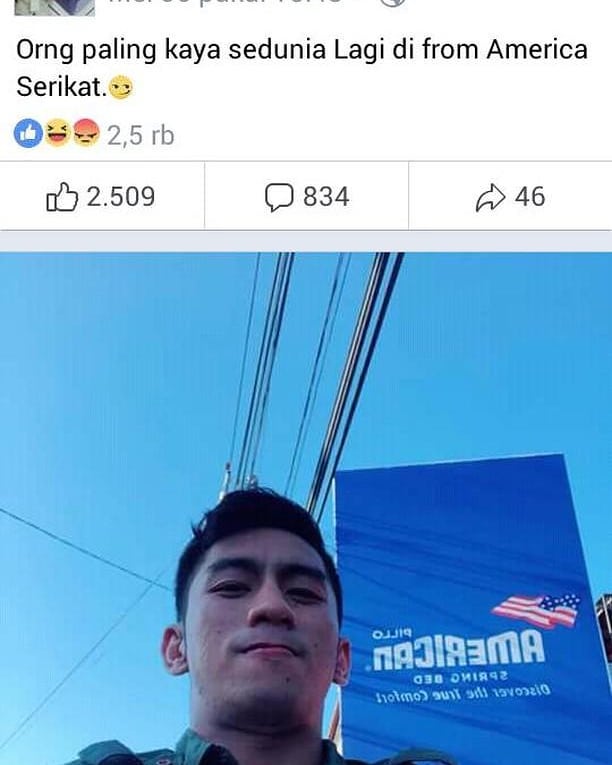 Orng paling kaya sedunia Lagi di from America
Serikat.😏
2,5 rb
2.509 834 46
PILLO
AMERICAN
SPRING BED
Discover the True Comfort!